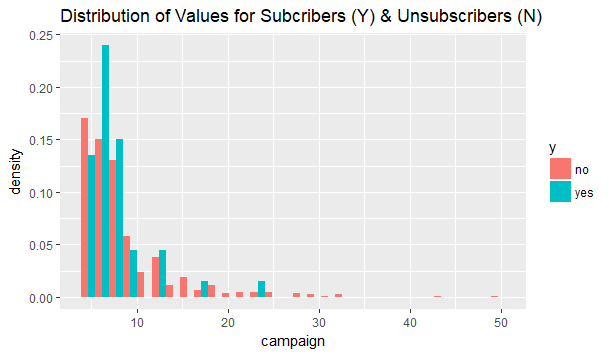 Distribution of Values for Subcribers (Y) & Unsubscribers (N)
0.25
0.20
0.15
0.10
0.05
0.00
density
10
20
30
40
50
campaign
y
no
yes